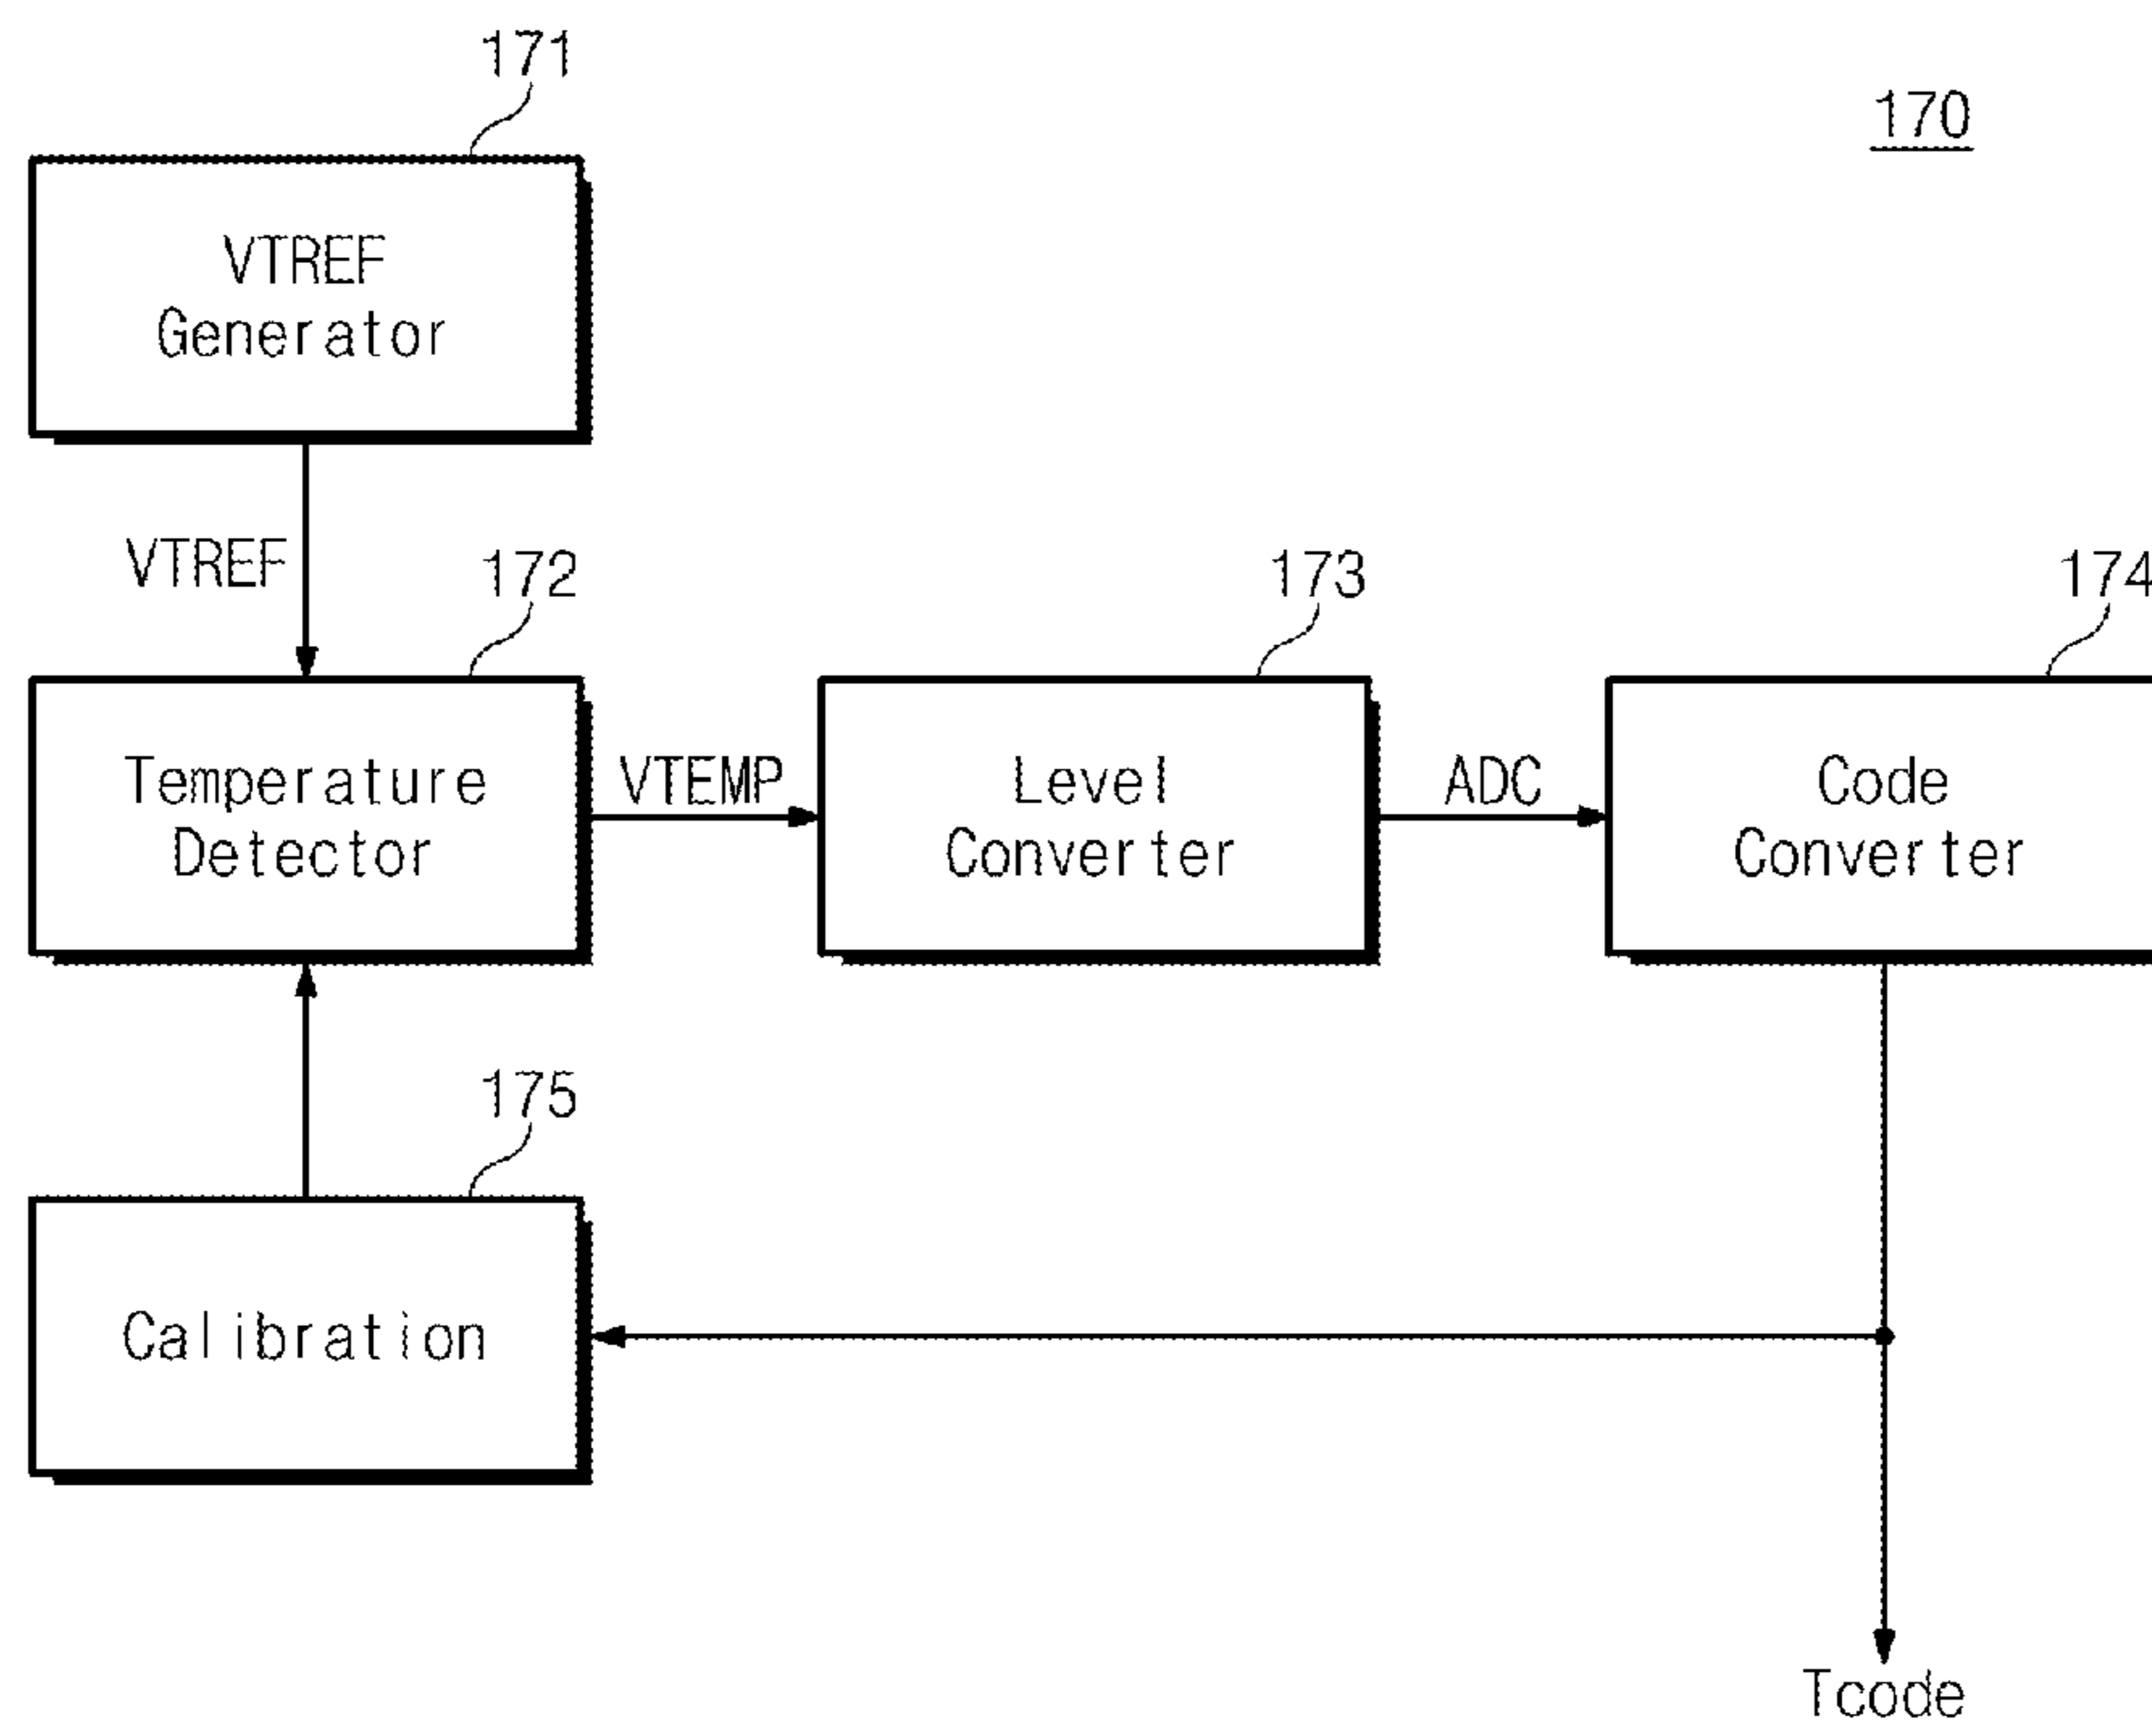 171
170
VTREF
Generator
VTREF
172
173
174
Temperature
Detector
VTEMP
Level
Converter
ADC
Code
Converter
175
Calibration
Tcode